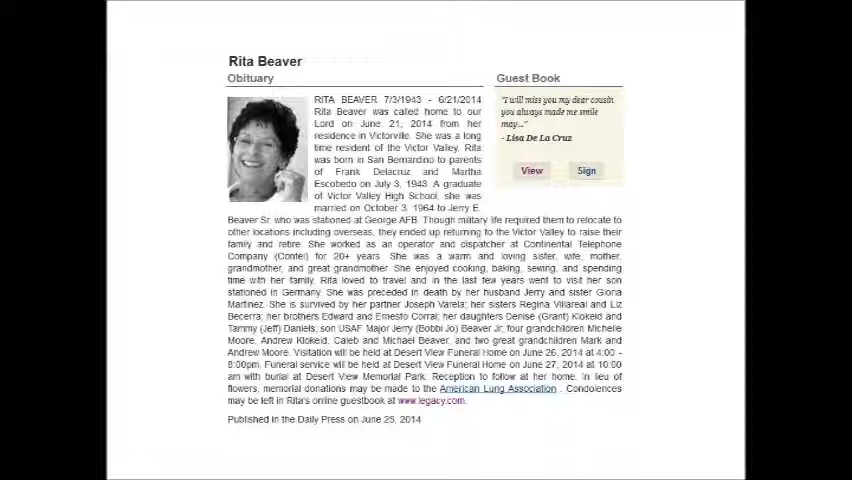 Rita Beaver
Obituary
Guest Book
RITA BEAVER 7/3/1943 - 6/21/2014
Rita Beaver was called home to our
Lord on June 21, 2014 from her
residence in Victorville. She was a long
time resident of the Victor Valley. Rita
was born in San Bernardino to parents
of Frank Delacruz and Martha
Escobedo on July 3, 1943. A graduate
of Victor Valley High School, she was
married on October 3, 1964 to Jerry E.
Beaver Sr. who was stationed at George AFB. Though military life required them to relocate to
other locations including overseas, they ended up returning to the Victor Valley to raise their
family and retire. She worked as an operator and dispatcher at Continental Telephone
Company (Contel) for 20+ years. She was a warm and loving sister, wife, mother,
grandmother, and great grandmother. She enjoyed cooking, baking, sewing, and spending
time with her family. Rita loved to travel and in the last few years went to visit her son
stationed in Germany. She was preceded in death by her husband Jerry and sister Gloria
Martinez. She is survived by her partner Joseph Varela; her sisters Regina Villareal and Liz
Becerra; her brothers Edward and Ernesto Corral; her daughters Denise (Grant) Klokeid and
Tammy (Jeff) Daniels; son USAF Major Jerry (Bobbi Jo) Beaver Jr; four grandchildren Michelle
Moore, Andrew Klokeid, Caleb and Michael Beaver; and two great grandchildren Mark and
Andrew Moore. Visitation will be held at Desert View Funeral Home on June 26, 2014 at 4:00 -
8:00pm. Funeral service will be held at Desert View Funeral Home on June 27, 2014 at 10:00
am with burial at Desert View Memorial Park. Reception to follow at her home. In lieu of
flowers, memorial donations may be made to the American Lung Association . Condolences
may be left in Rita's online guestbook at www.legacy.com.
Published in the Daily Press on June 25, 2014
"I will miss you my dear cousin
you always made me smile
may..."
- Lisa De La Cruz
View
Sign